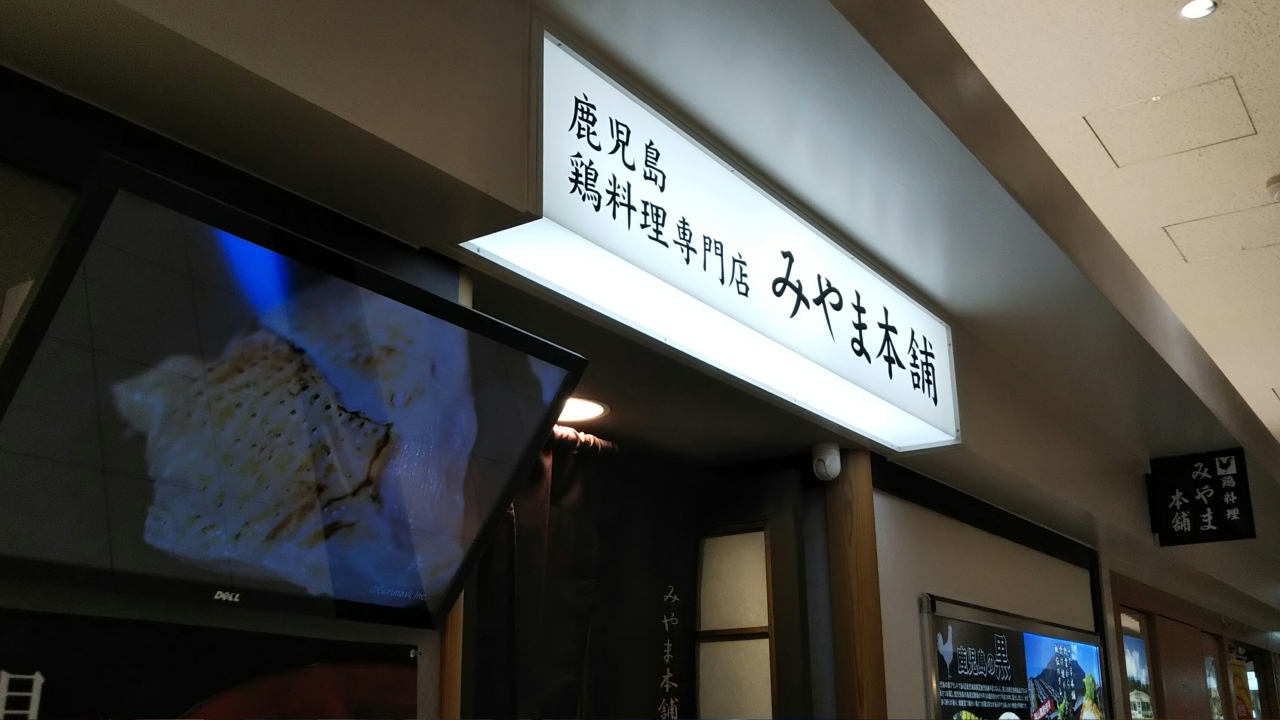 鹿児島
鶏料理専門店
みやま本舗
DELL
みやま本舗
鶏料理
みやま
本舗
鹿児島の黒